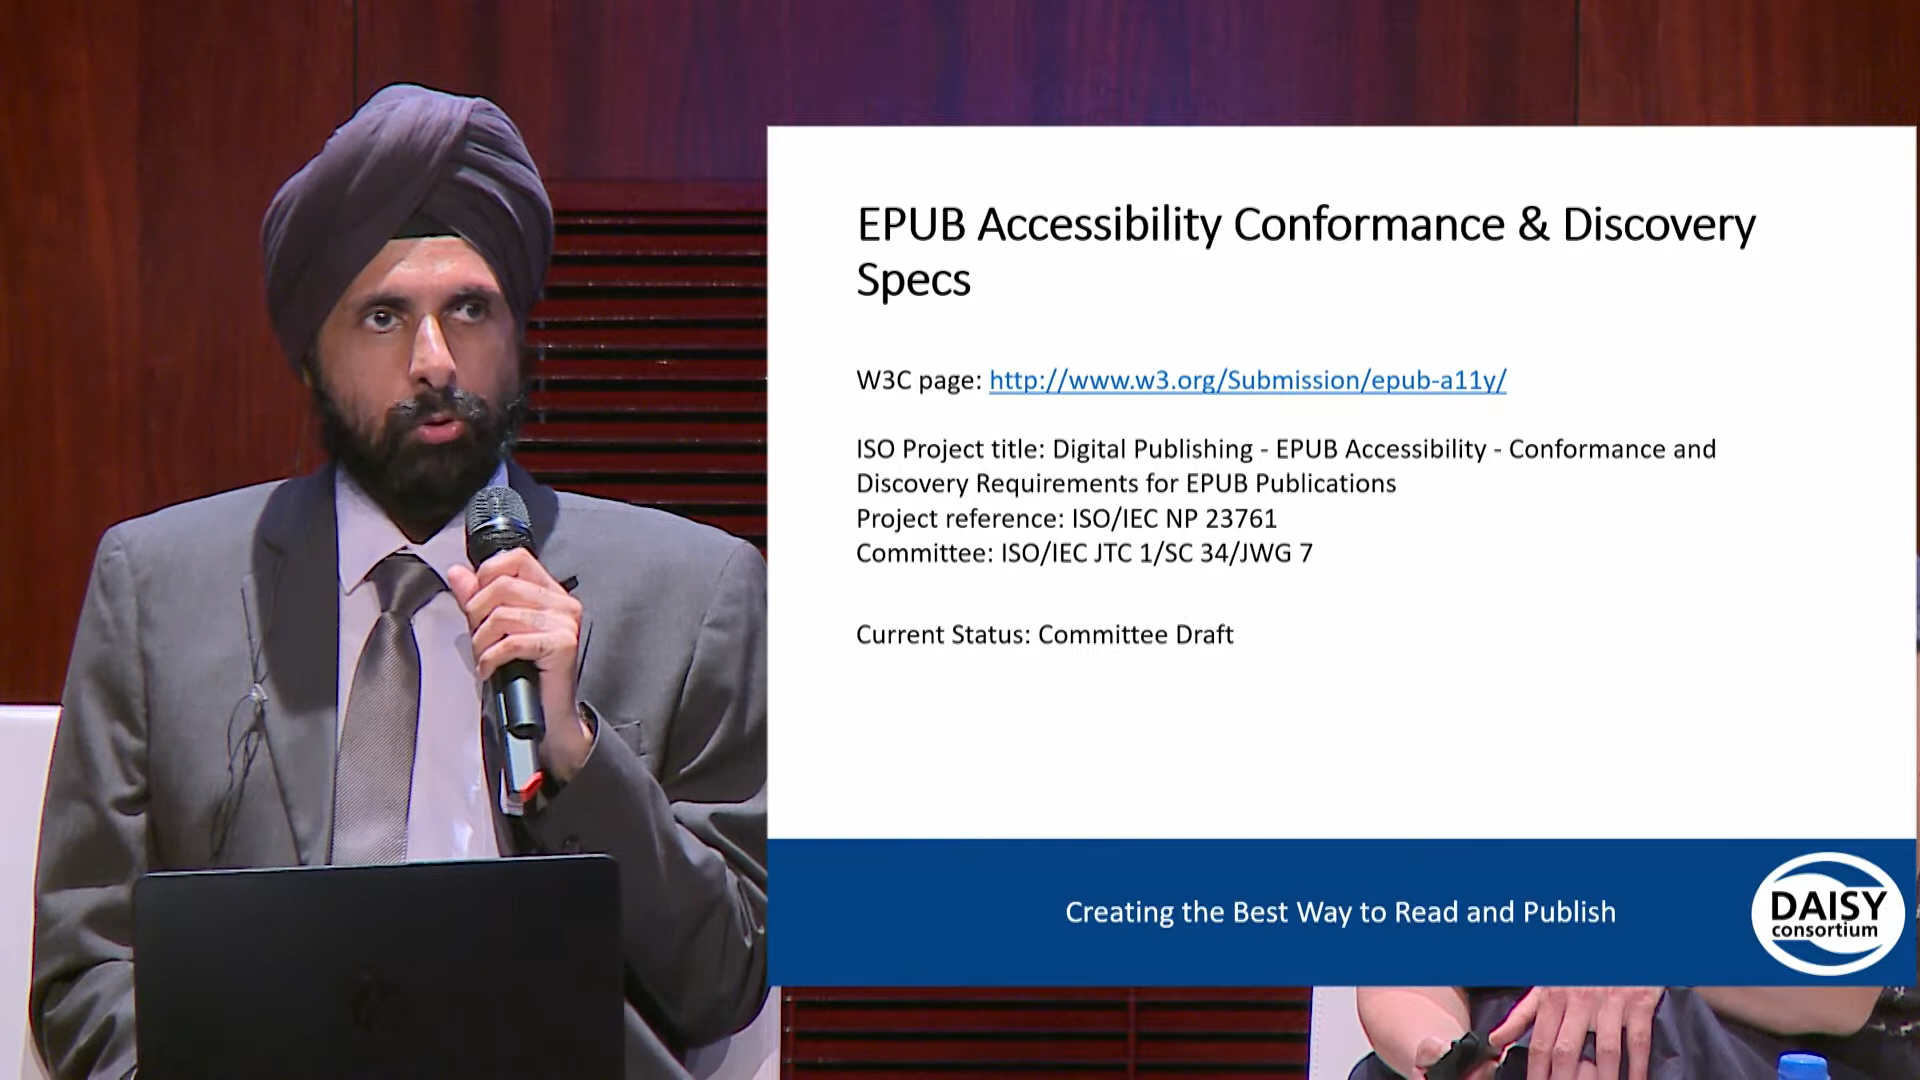 EPUB Accessibility Conformance & Discovery
Specs
W3C page: http://www.w3.org/Submission/epub-a11y/
ISO Project title: Digital Publishing - EPUB Accessibility - Conformance and
Discovery Requirements for EPUB Publications
Project reference: ISO/IEC NP 23761
Committee: ISO/IEC JTC 1/SC 34/JWG 7
Current Status: Committee Draft
Creating the Best Way to Read and Publish
DAISY
consortium